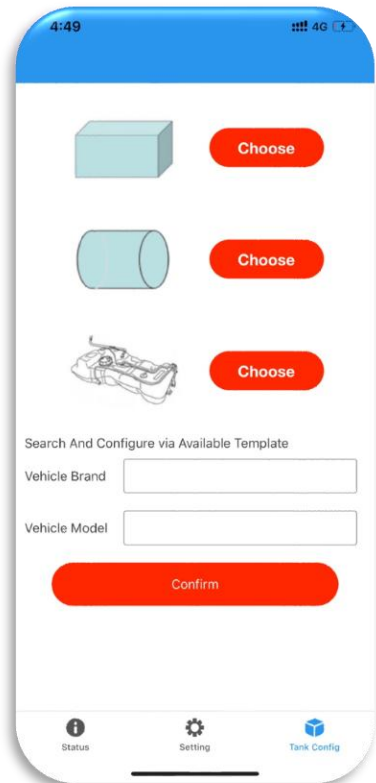 4:49 4G
Choose
Choose
Choose
Search And Configure via Available Template
Vehicle Brand
Vehicle Model
Confirm
Status Setting Tank Config